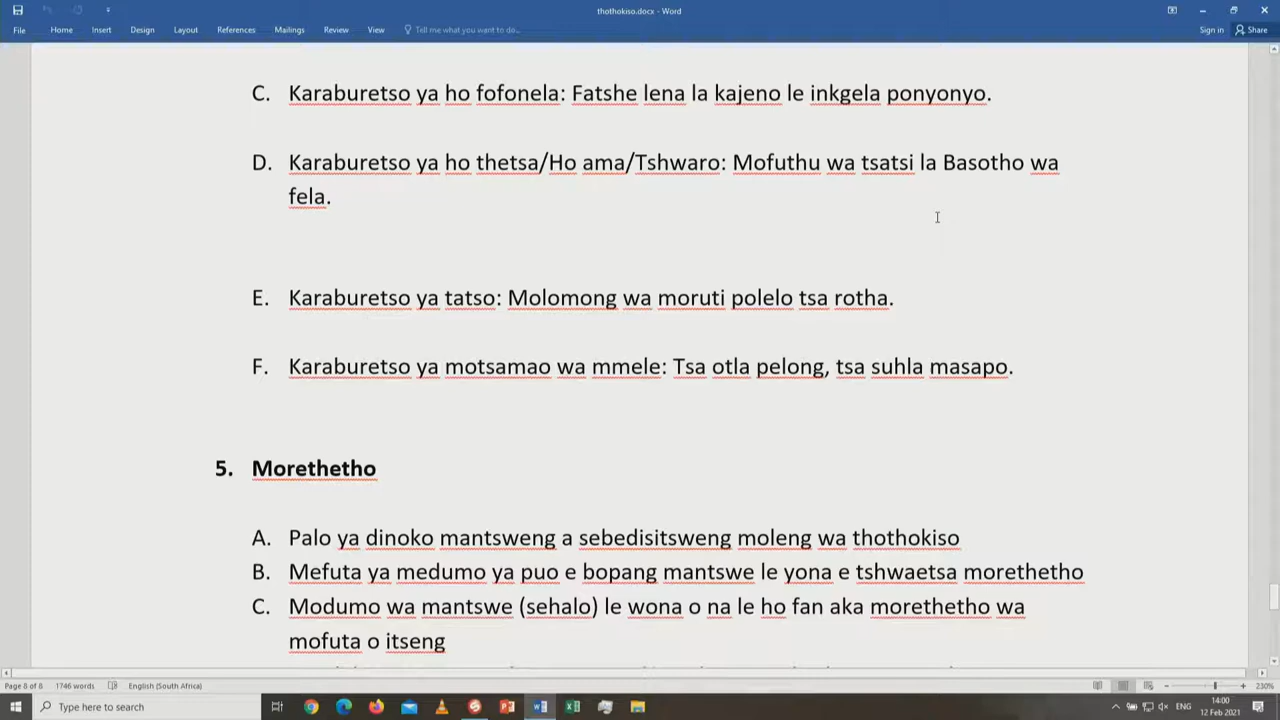 thothokiso.docx - Word
File Home Insert Design Layout References Mailings Review View Tell me what you want to do... Sign in Share
C. Karaburetso ya ho fofonela: Fatshe lena la kajeno le inkgela ponyonyo.
D. Karaburetso ya ho thetsa/Ho ama/Tshwaro: Mofuthu wa tsatsi la Basotho wa
fela.
E. Karaburetso ya tatso: Molomong wa moruti polelo tsa rotha.
F. Karaburetso ya motsamao wa mmele: Tsa otla pelong, tsa suhla masapo.
5. Morethetho
A. Palo ya dinoko mantsweng a sebedisitsweng moleng wa thothokiso
B. Mefuta ya medumo ya puo e bopang mantswe le yona e tshwaetsa morethetho
C. Modumo wa mantswe (sehalo) le wona o na le ho fan aka morethetho wa
mofuta o itseng
Page 8 of 8 1746 words English (South Africa) 230%
Type here to search ENG 14:00
12 Feb 2021